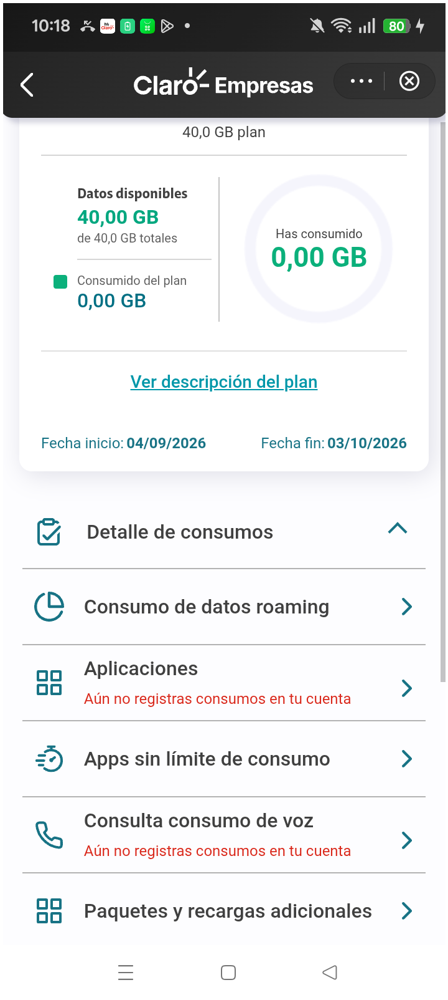 10:18
Mi Claro
80
Claro Empresas
40,0 GB plan
Datos disponibles
40,00 GB
de 40,0 GB totales
Consumido del plan
0,00 GB
Has consumido
0,00 GB
Ver descripción del plan
Fecha inicio: 04/09/2026
Fecha fin: 03/10/2026
Detalle de consumos
Consumo de datos roaming
Aplicaciones
Aún no registras consumos en tu cuenta
Apps sin límite de consumo
Consulta consumo de voz
Aún no registras consumos en tu cuenta
Paquetes y recargas adicionales